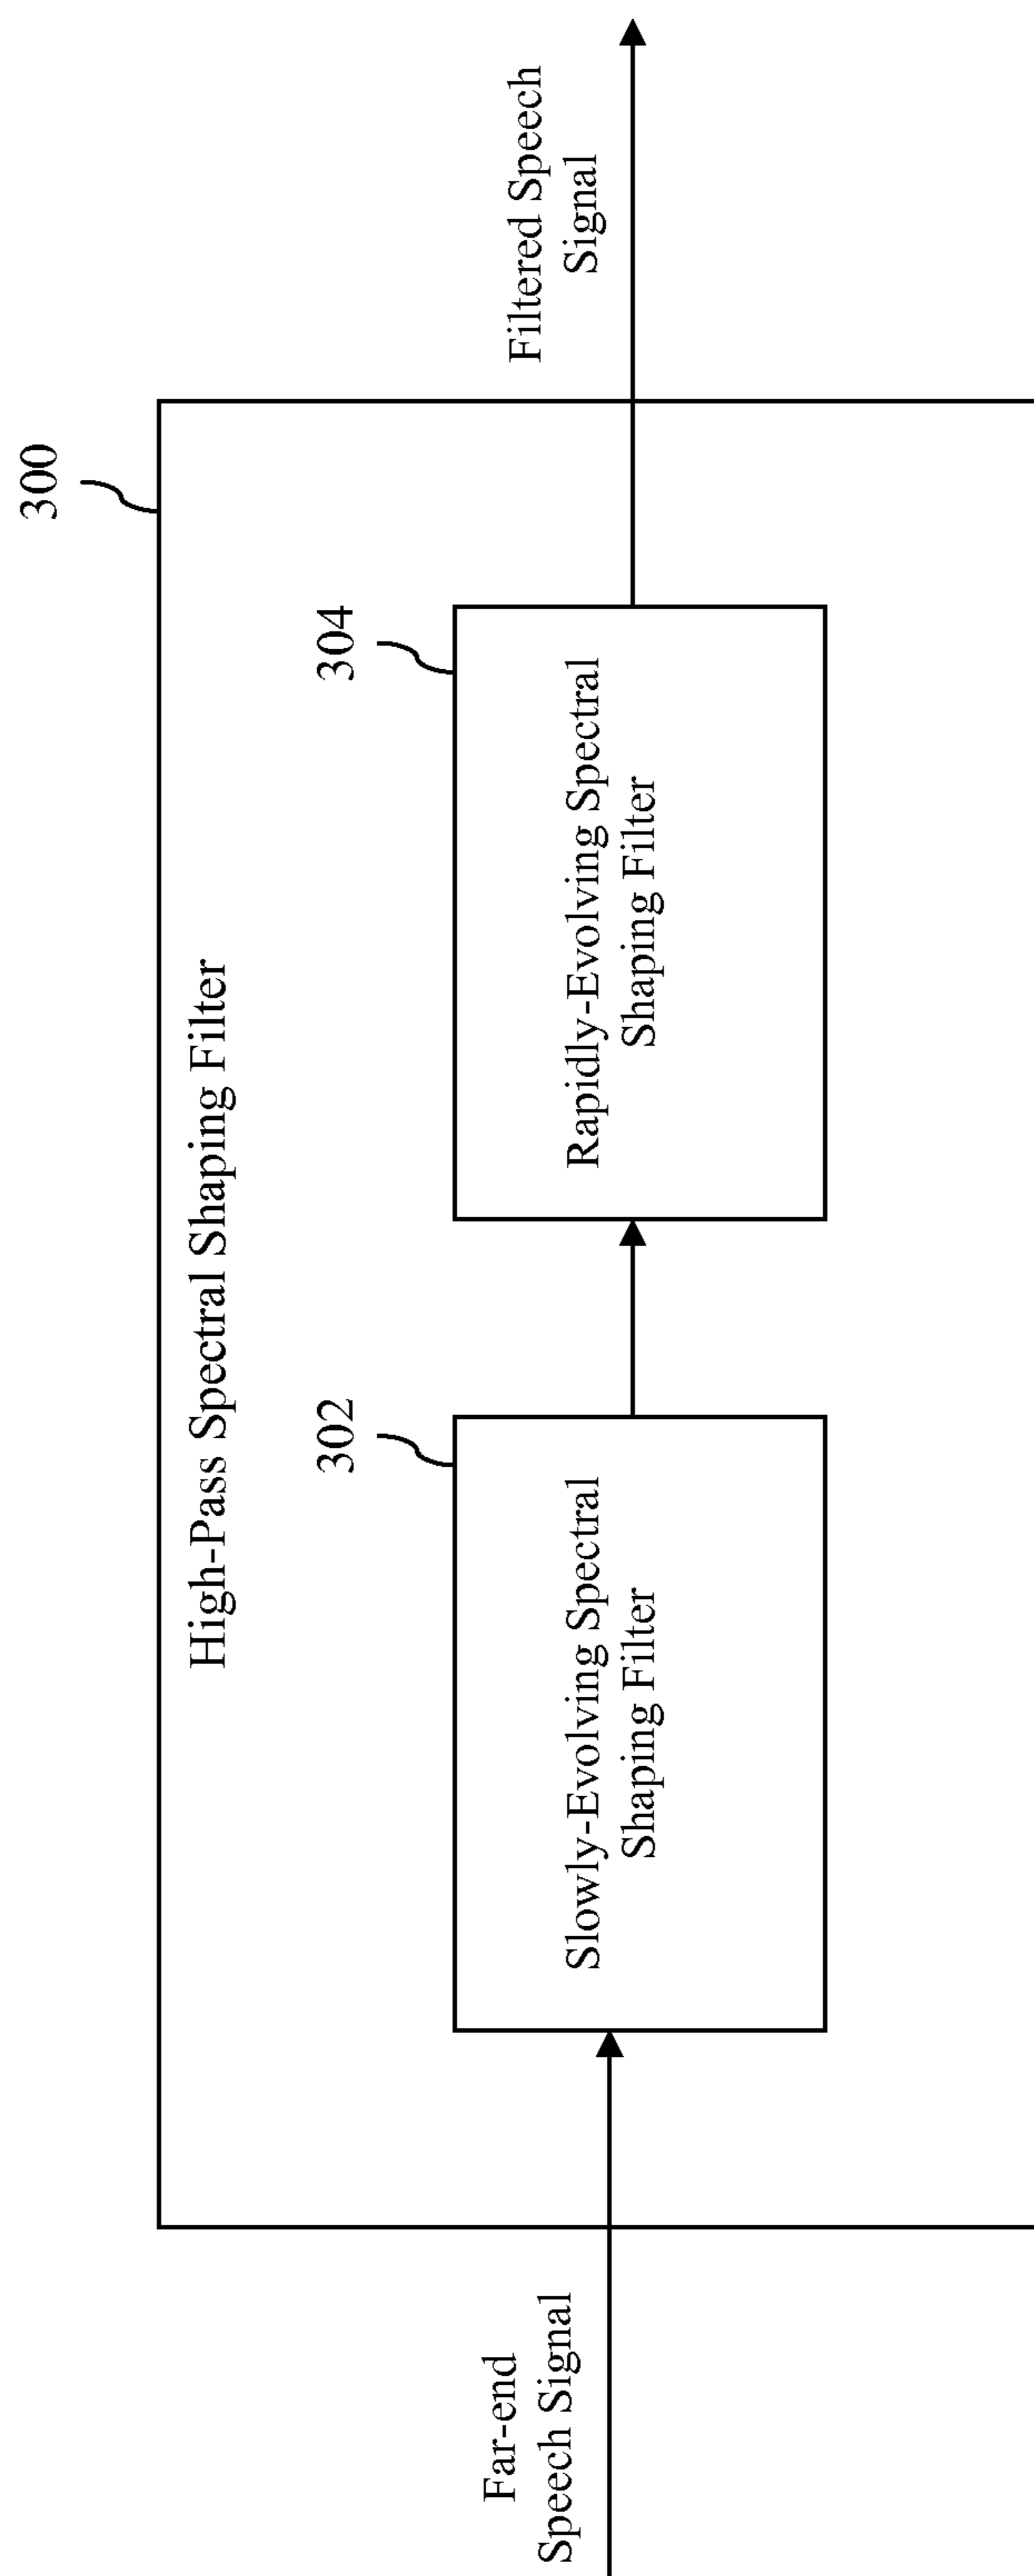 300
High-Pass Spectral Shaping Filter
302
304
Far-end
Speech Signal
Slowly-Evolving Spectral
Shaping Filter
Rapidly-Evolving Spectral
Shaping Filter
Filtered Speech
Signal